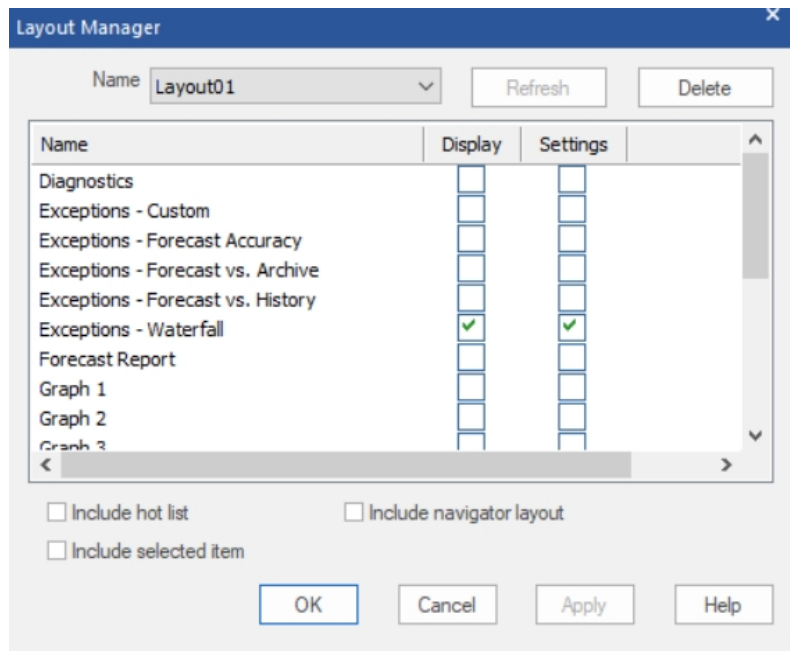 Layout Manager
Name Layout01 Refresh Delete
Name Display Settings
Diagnostics
Exceptions - Custom
Exceptions - Forecast Accuracy
Exceptions - Forecast vs. Archive
Exceptions - Forecast vs. History
Exceptions - Waterfall
Forecast Report
Graph 1
Graph 2
Graph 3
Include hot list Include navigator layout
Include selected item
OK Cancel Apply Help